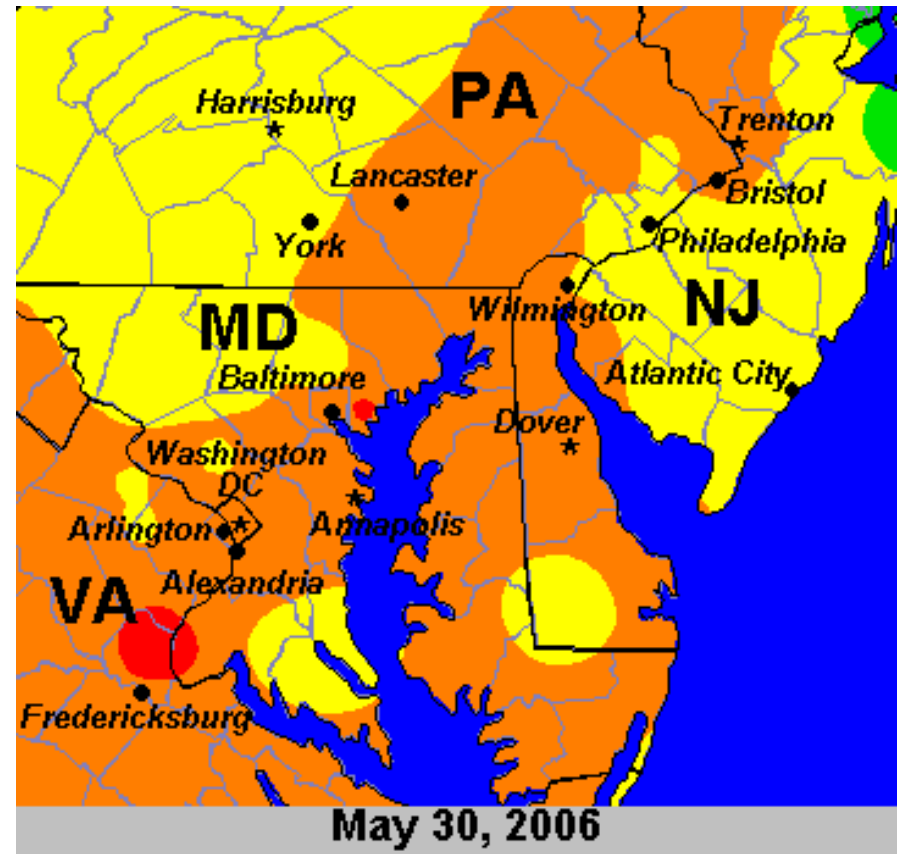 PA
Harrisburg
Trenton
Lancaster
Bristol
York
Philadelphia
Wilmington
NJ
MD
Baltimore
Atlantic City
Dover
Washington
DC
Arlington
Annapolis
Alexandria
VA
Fredericksburg
May 30, 2006